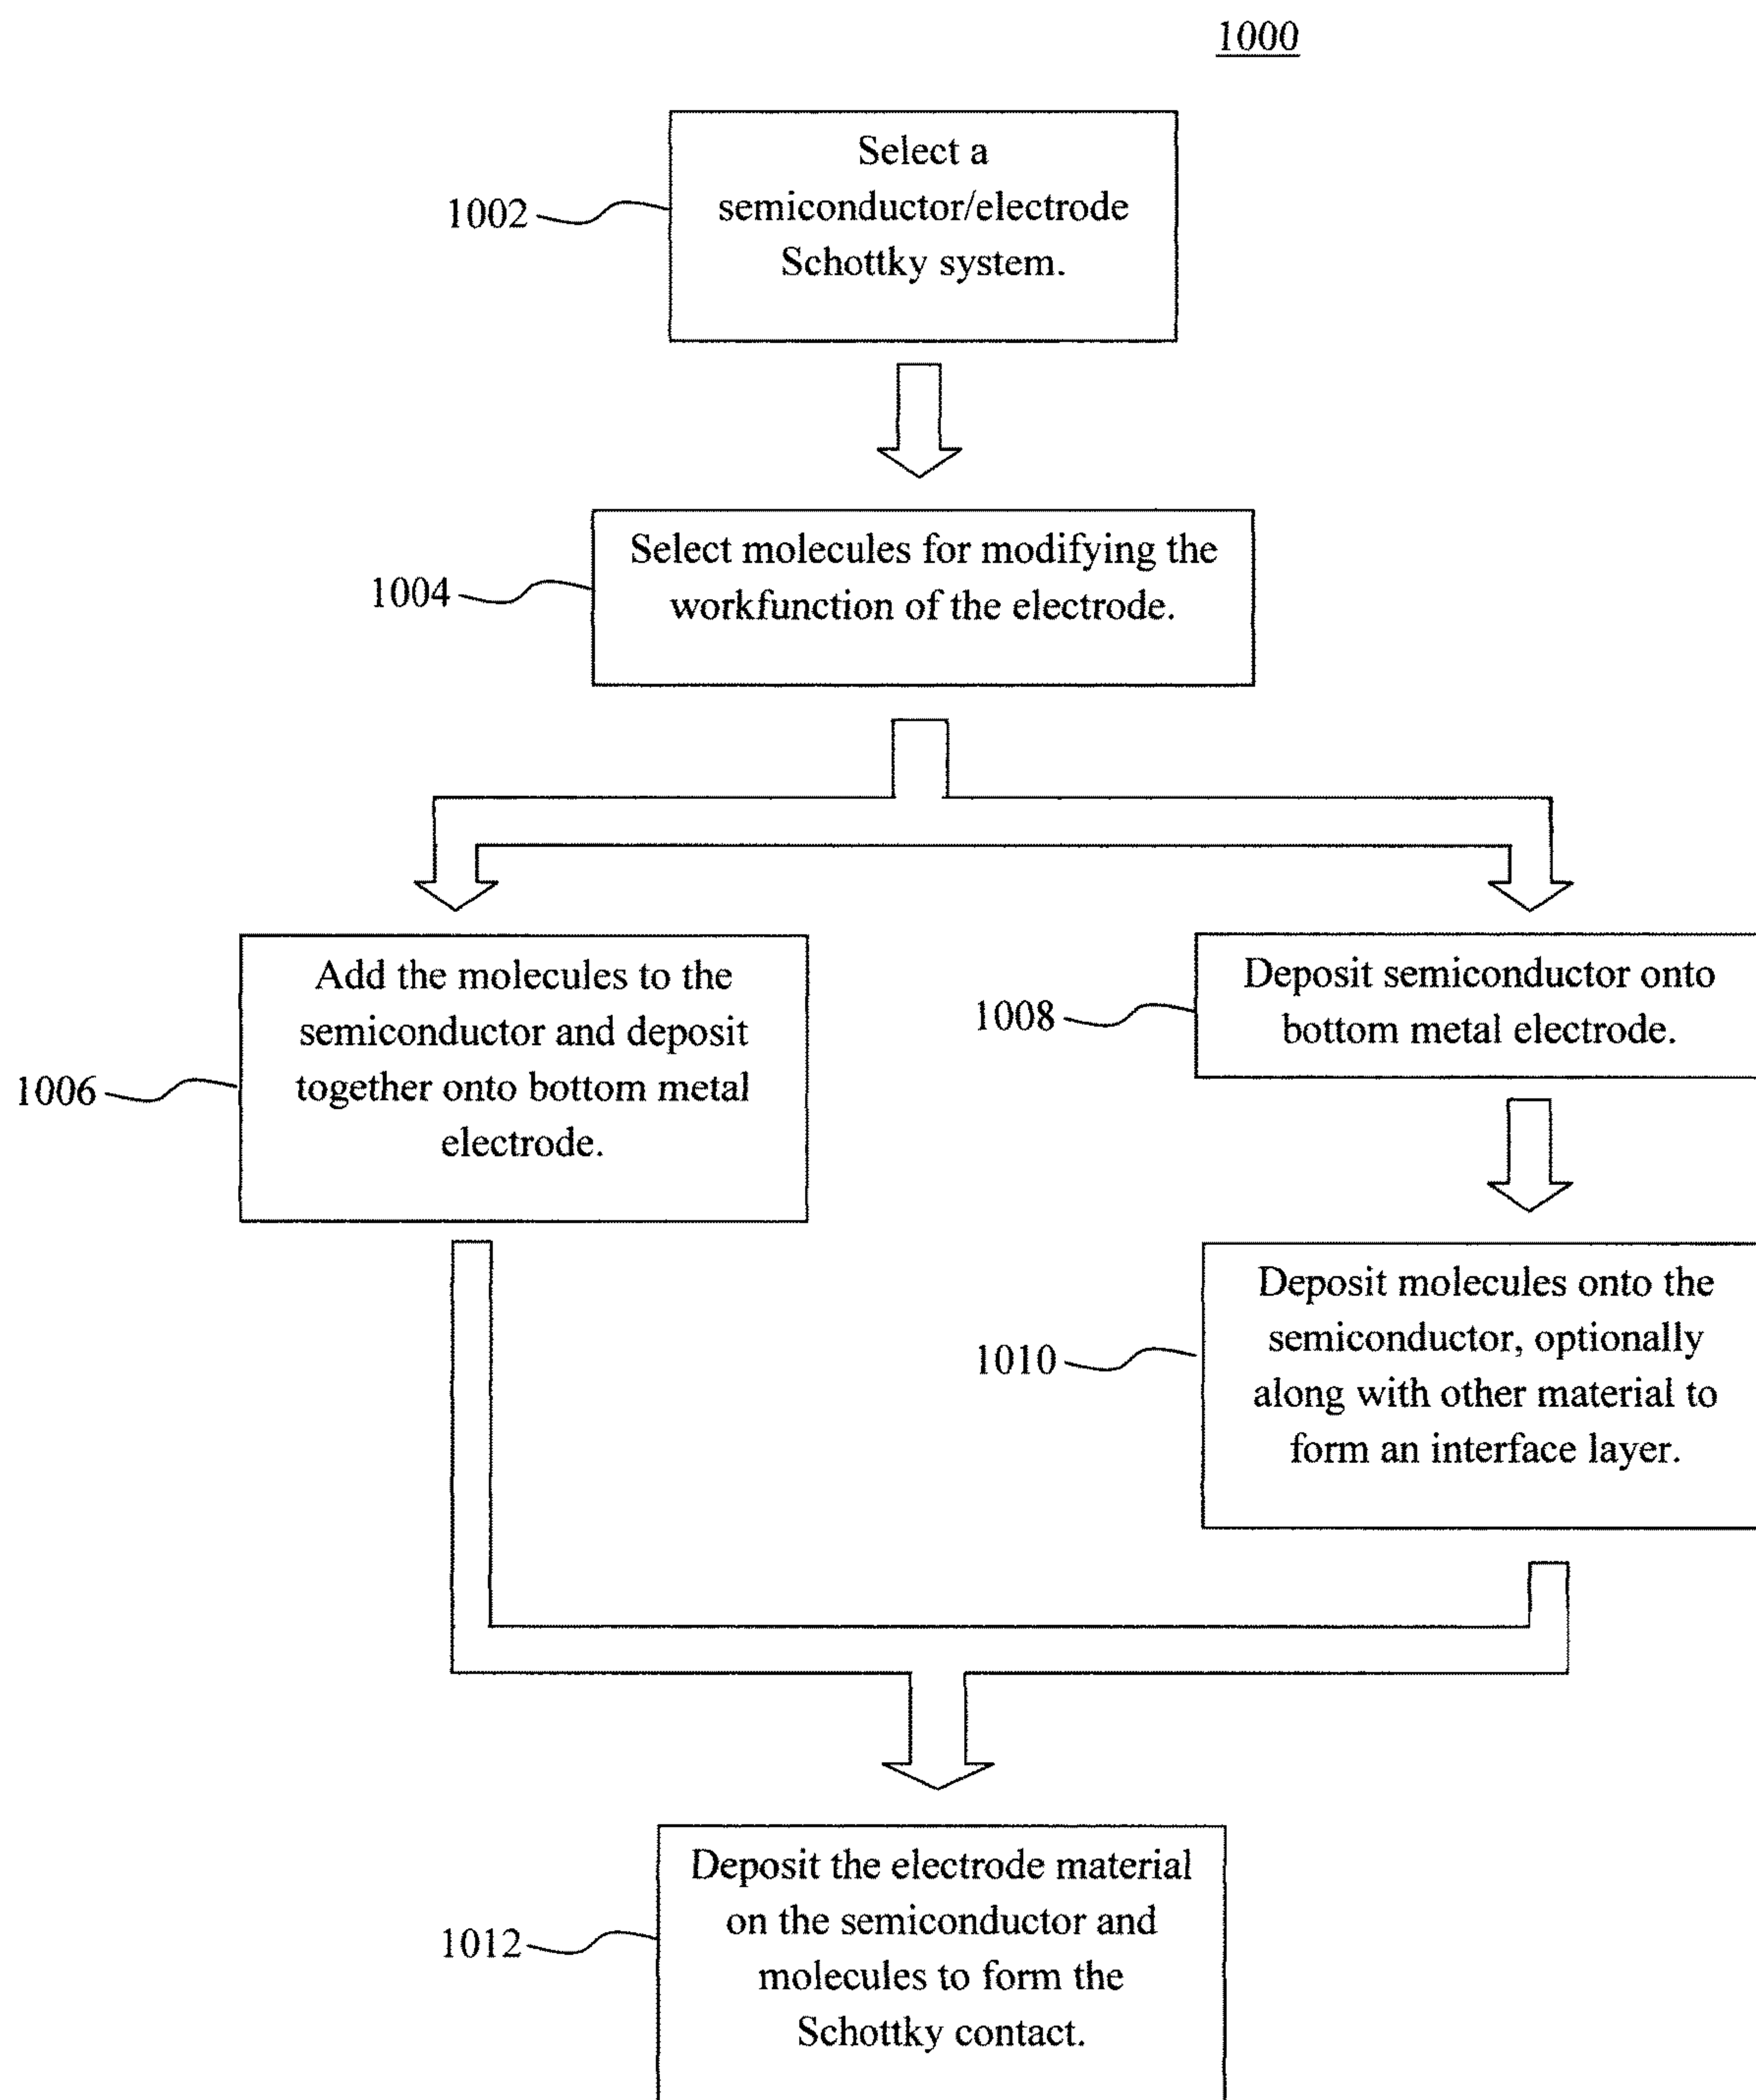 1000
Select a
semiconductor/electrode
Schottky system.
1002
Select molecules for modifying the
workfunction of the electrode.
1004
Add the molecules to the
semiconductor and deposit
together onto bottom metal
electrode.
1006
Deposit semiconductor onto
bottom metal electrode.
1008
Deposit molecules onto the
semiconductor, optionally
along with other material to
form an interface layer.
1010
Deposit the electrode material
on the semiconductor and
molecules to form the
Schottky contact.
1012